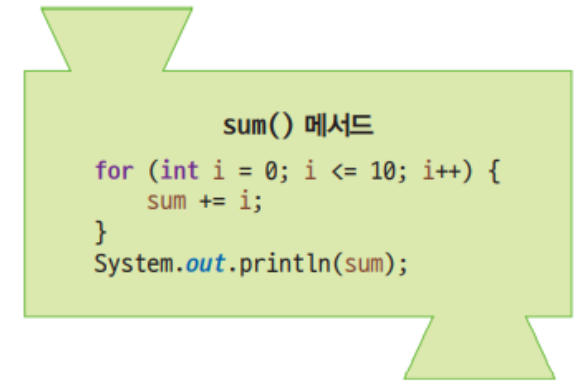 sum() 메서드
for (int i = 0; i <= 10; i++) {
    sum += i;
}
System.out.println(sum);